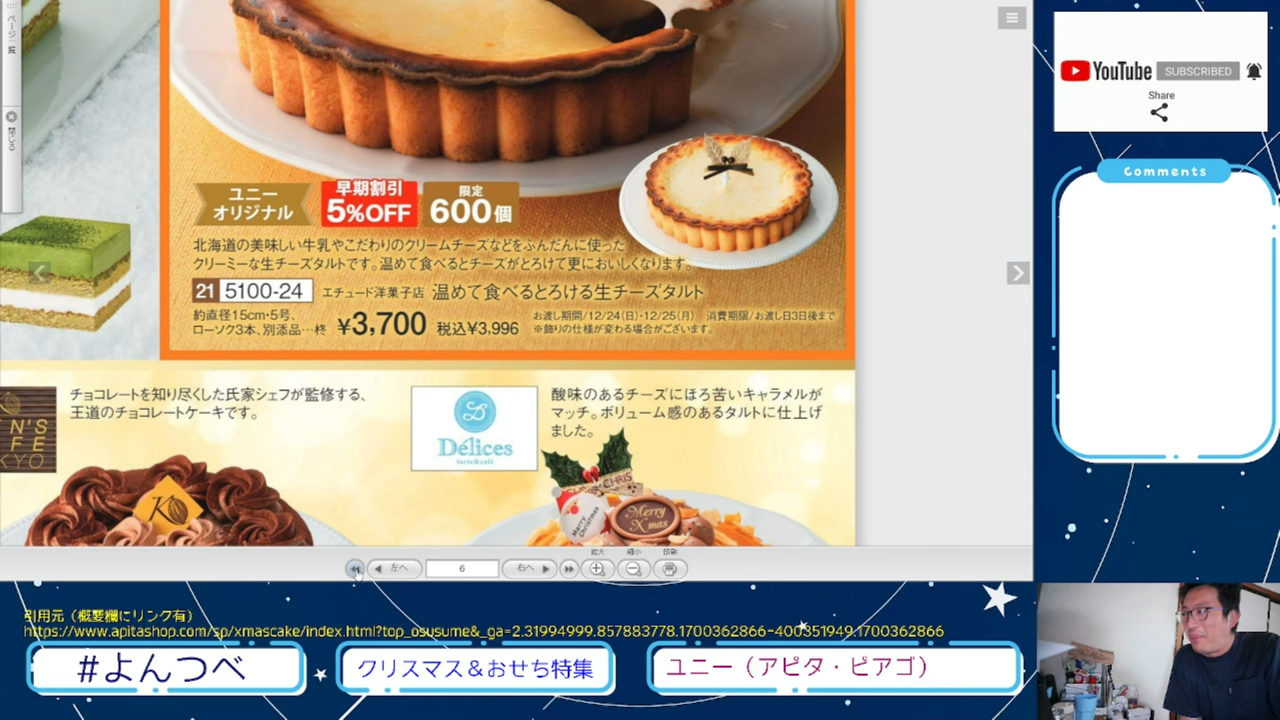 ページ一覧
閉じる
ユニー
オリジナル
早期割引
5%OFF
限定
600個
北海道の美味しい牛乳やこだわりのクリームチーズなどをふんだんに使った
クリーミーな生チーズタルトです。温めて食べるとチーズがとろけて更においしくなります。
21 5100-24 エチュード洋菓子店 温めて食べるとろける生チーズタルト
約直径15cm・5号、
ローソク3本、別添品…柊 ¥3,700 税込¥3,996
お渡し期間/12/24(日)・12/25(月) 消費期限/お渡し日3日後まで
※飾りの仕様が変わる場合がございます。
チョコレートを知り尽くした氏家シェフが監修する、
王道のチョコレートケーキです。
N'S
FE
KYO
K
Délices
tarte&café
酸味のあるチーズにほろ苦いキャラメルが
マッチ。ボリューム感のあるタルトに仕上げ
ました。
Merry Christmas
Merry
X'mas
拡大 縮小 印刷
左へ 6 右へ
YouTube SUBSCRIBED
Share
Comments
引用元（概要欄にリンク有）
https://www.apitashop.com/sp/xmascake/index.html?top_osusume&_ga=2.31994999.857883778.1700362866-400351949.1700362866
#よんつべ
クリスマス＆おせち特集
ユニー（アピタ・ピアゴ）